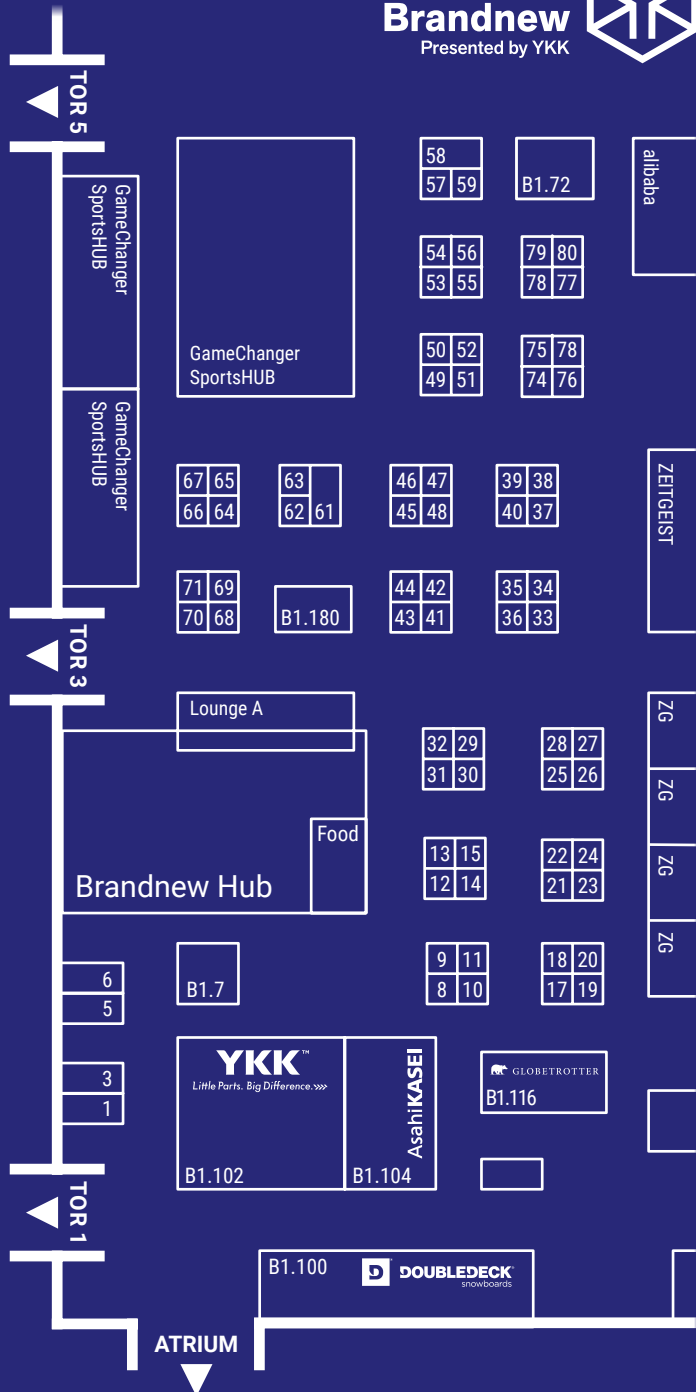 Brandnew
Presented by YKK
TOR 5
GameChanger
SportsHUB
GameChanger
SportsHUB
GameChanger
SportsHUB
58
57 59
B1.72
alibaba
54 56
53 55
79 80
78 77
50 52
49 51
75 78
74 76
67 65
66 64
63
62 61
46 47
45 48
39 38
40 37
ZEITGEIST
71 69
70 68
B1.180
44 42
43 41
35 34
36 33
TOR 3
Lounge A
Food
Brandnew Hub
32 29
31 30
28 27
25 26
ZG
ZG
ZG
ZG
13 15
12 14
22 24
21 23
6
5
B1.7
9 11
8 10
18 20
17 19
3
1
YKK™
Little Parts. Big Difference.
B1.102
AsahiKASEI
B1.104
GLOBETROTTER
B1.116
TOR 1
B1.100
D DOUBLEDECK
snowboards
ATRIUM